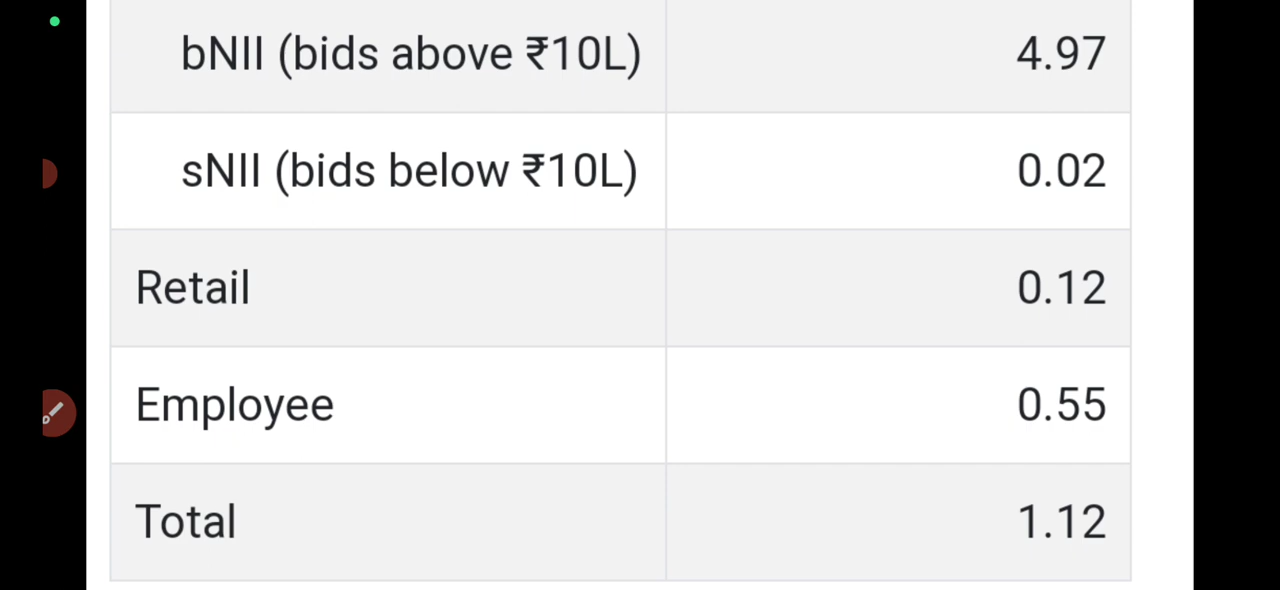 bNII (bids above ₹10L) 4.97
sNII (bids below ₹10L) 0.02
Retail 0.12
Employee 0.55
Total 1.12